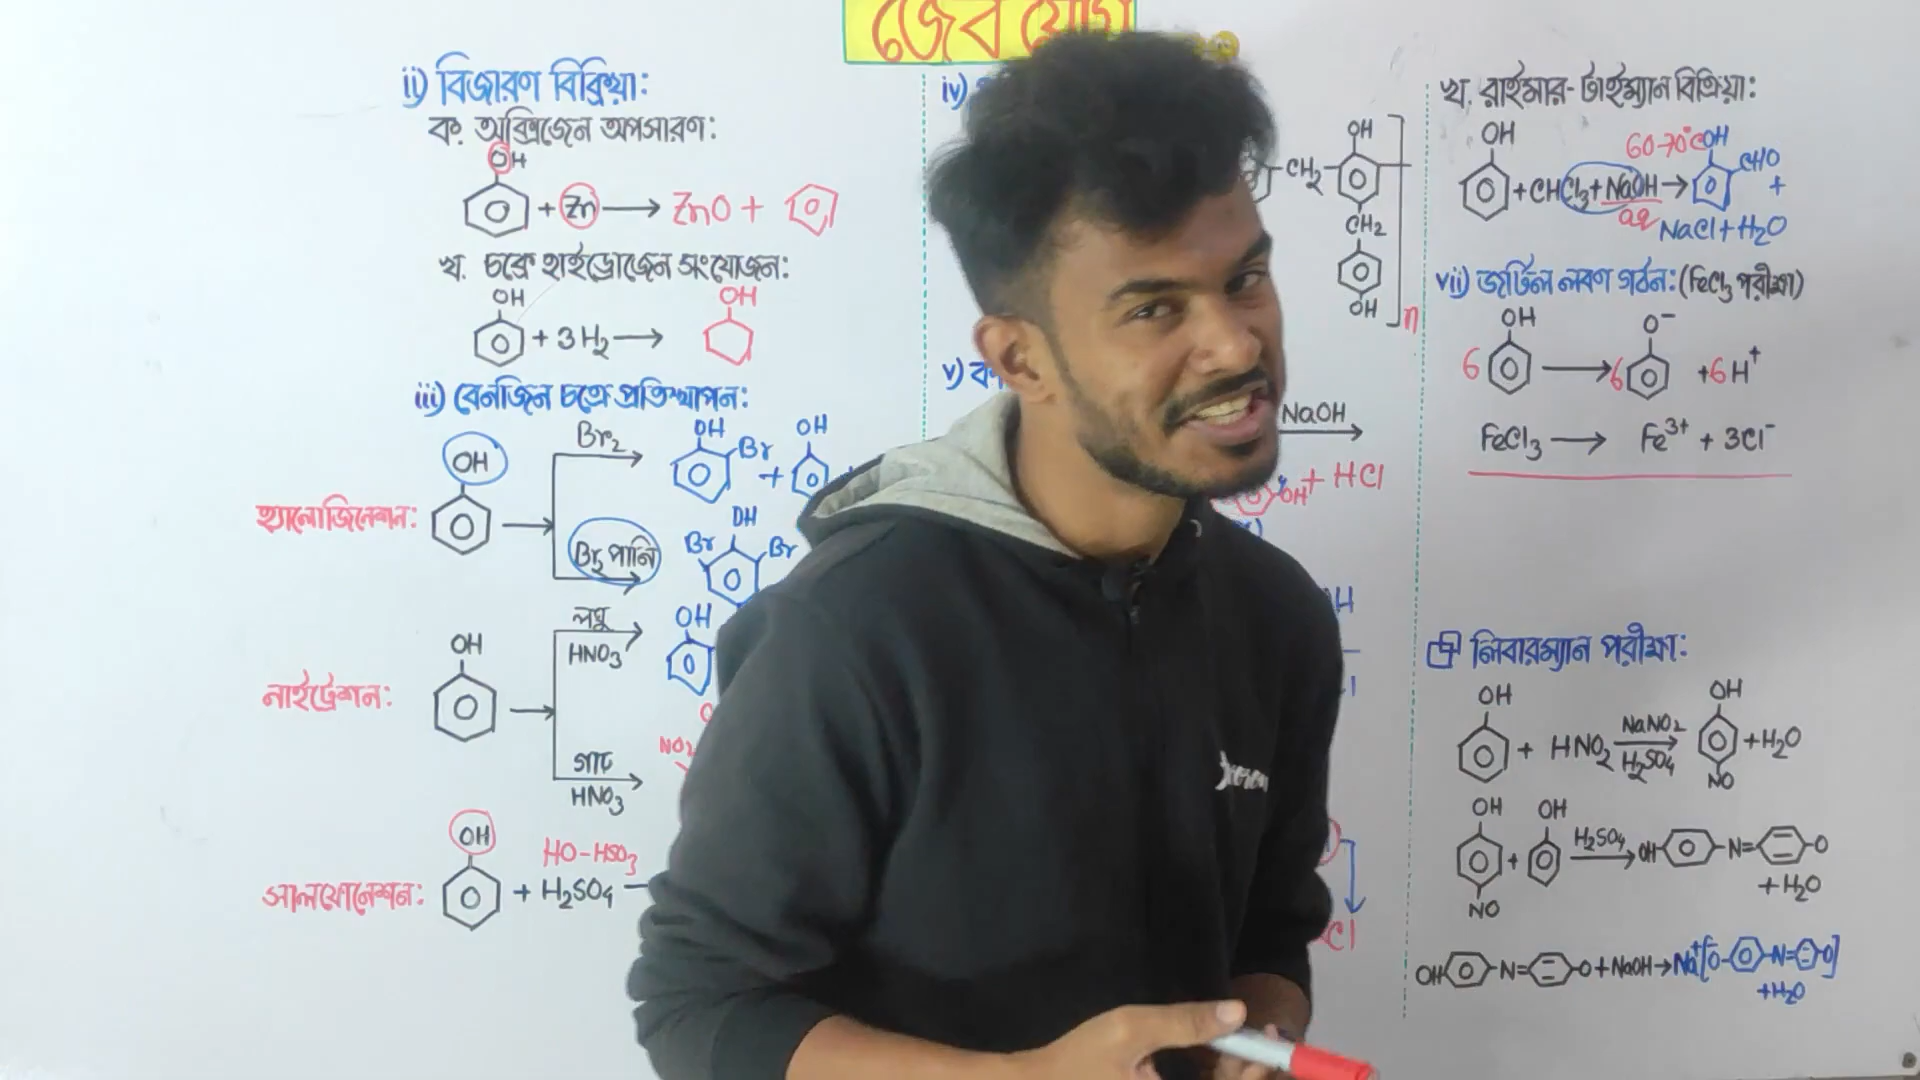 জৈব যৌগ
ii) বিজারণ বিক্রিয়া:
ক. অক্সিজেন অপসারণ:
OH
+ Zn ⟶ ZnO +
খ. চক্রে হাইড্রোজেন সংযোজন:
OH OH
+ 3H₂ ⟶
iii) বেনজিন চক্রে প্রতিস্থাপন:
হ্যালোজিনেশন:
OH
Br₂
OH Br + OH
Br₂ পানি
OH Br Br
নাইট্রেশন:
OH
লঘু
HNO₃
OH
গাঢ়
HNO₃
NO₂
সালফোনেশন:
OH
HO-HSO₃
+ H₂SO₄
iv)
OH
CH₂
CH₂
OH
n
v)
NaOH
OH + HCl
খ. রাইমার-টাইম্যান বিক্রিয়া:
OH 60-70°C OH
+ CHCl₃ + NaOH → CHO +
aq NaCl + H₂O
vii) জটিল লবণ গঠন: (FeCl₃ পরীক্ষা)
OH O⁻
6 ⟶ 6 +6H⁺
FeCl₃ ⟶ Fe³⁺ + 3Cl⁻
লিবারম্যান পরীক্ষা:
OH OH
+ HNO₂ NaNO₂ H₂SO₄ + H₂O
NO
OH OH
+ H₂SO₄ OH N= O
+ H₂O
NO
OH N= O + NaOH → Na⁺[O⁻ N= O]
+H₂O